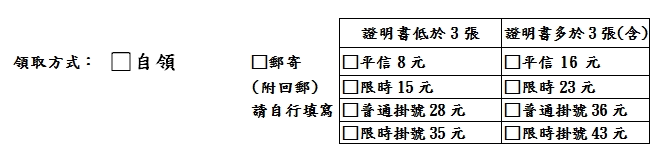 證明書低於 3 張 證明書多於 3 張(含)
領取方式： □自領 □郵寄 □平信 8 元 □平信 16 元
(附回郵) □限時 15 元 □限時 23 元
請自行填寫 □普通掛號 28 元 □普通掛號 36 元
□限時掛號 35 元 □限時掛號 43 元